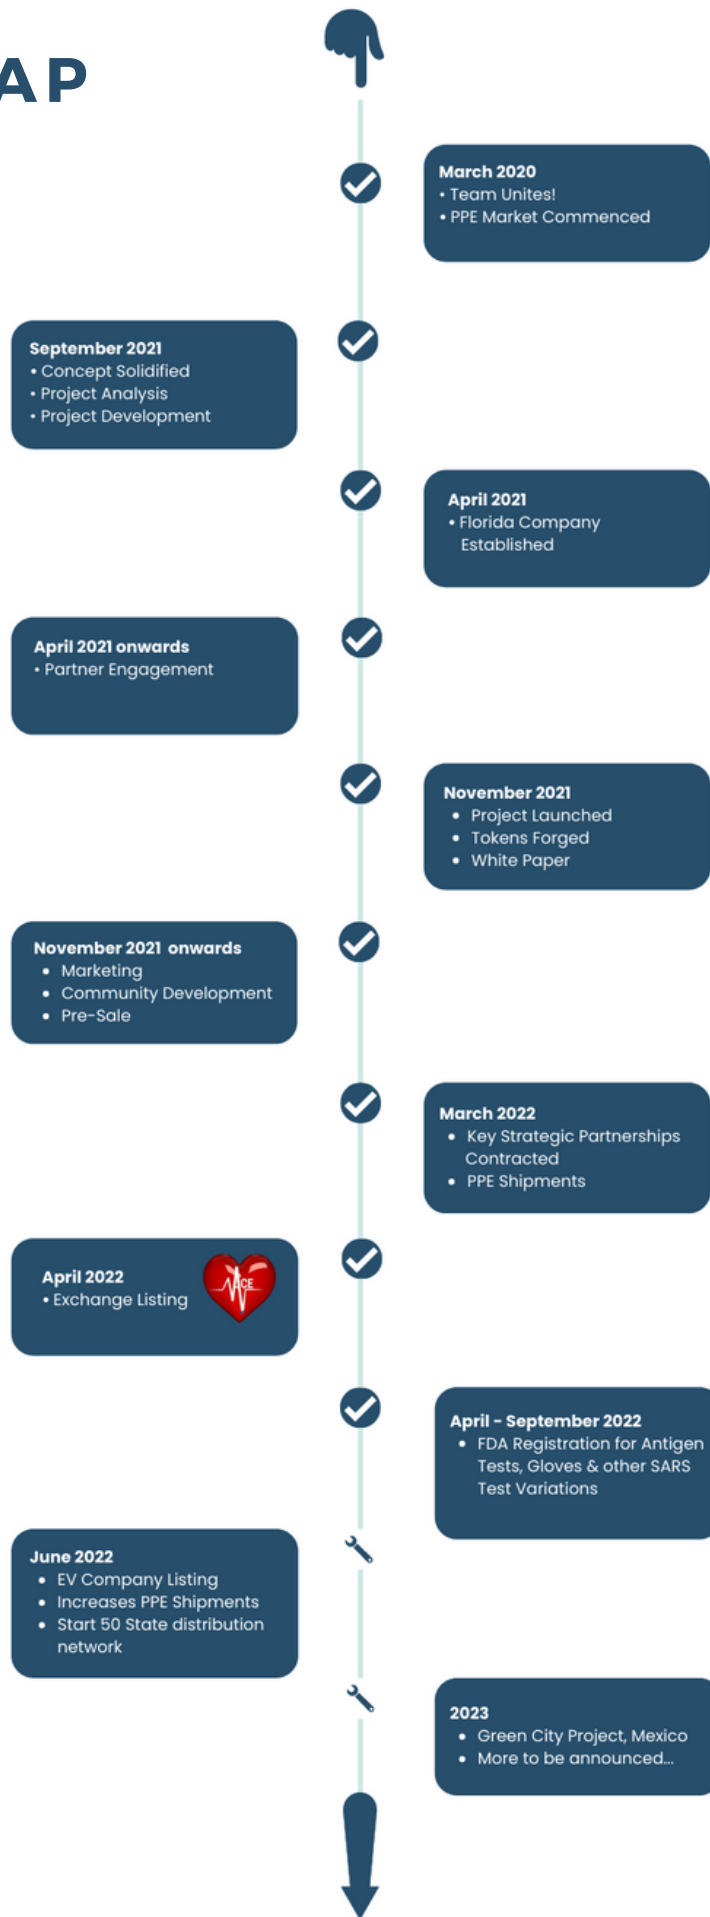 AP
March 2020
• Team Unites!
• PPE Market Commenced
September 2021
• Concept Solidified
• Project Analysis
• Project Development
April 2021
• Florida Company
Established
April 2021 onwards
• Partner Engagement
November 2021
• Project Launched
• Tokens Forged
• White Paper
November 2021 onwards
• Marketing
• Community Development
• Pre-Sale
March 2022
• Key Strategic Partnerships
Contracted
• PPE Shipments
April 2022
• Exchange Listing
ACE
April - September 2022
• FDA Registration for Antigen
Tests, Gloves & other SARS
Test Variations
June 2022
• EV Company Listing
• Increases PPE Shipments
• Start 50 State distribution
network
2023
• Green City Project, Mexico
• More to be announced...